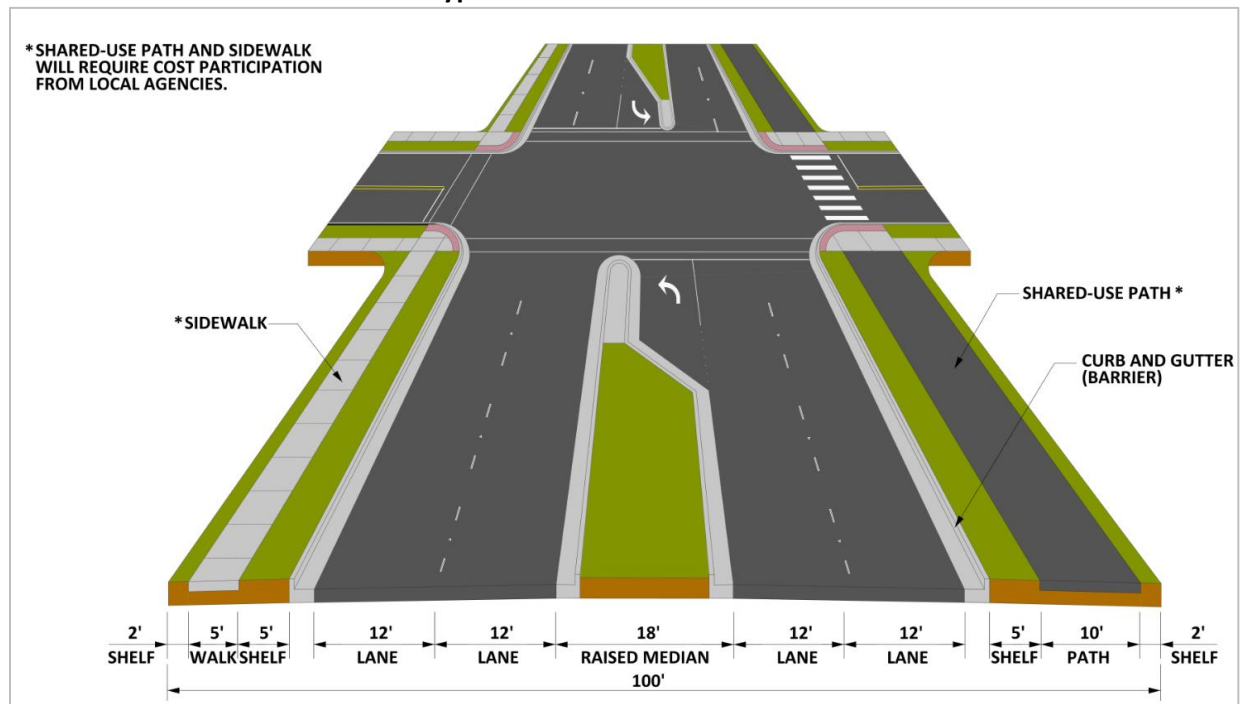 *SHARED-USE PATH AND SIDEWALK
WILL REQUIRE COST PARTICIPATION
FROM LOCAL AGENCIES.
*SIDEWALK
SHARED-USE PATH *
CURB AND GUTTER
(BARRIER)
2' 5' 5' 12' 12' 18' 12' 12' 5' 10' 2'
SHELF WALK SHELF LANE LANE RAISED MEDIAN LANE LANE SHELF PATH SHELF
100'